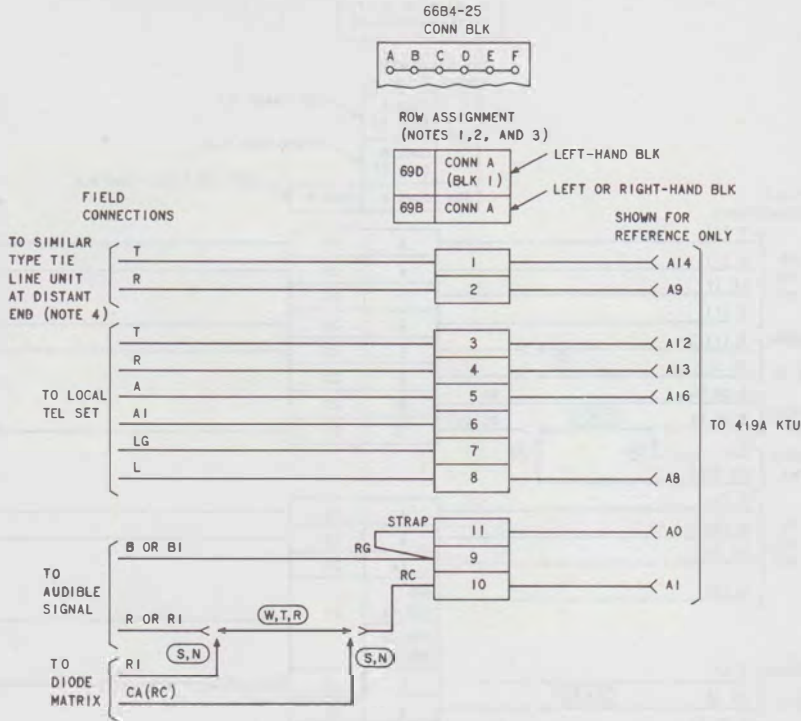 66B4-25
CONN BLK
A B C D E F
ROW ASSIGNMENT
(NOTES 1,2, AND 3)
69D CONN A
(BLK 1)
LEFT-HAND BLK
69B CONN A
LEFT OR RIGHT-HAND BLK
FIELD
CONNECTIONS
SHOWN FOR
REFERENCE ONLY
TO SIMILAR
TYPE TIE
LINE UNIT
AT DISTANT
END (NOTE 4)
T 1 A14
R 2 A9
TO LOCAL
TEL SET
T 3 A12
R 4 A13
A 5 A16
A1 6
LG 7
L 8 A8
TO 419A KTU
STRAP 11 A0
TO
AUDIBLE
SIGNAL
B OR B1 RG 9
RC 10 A1
R OR R1 W,T,R
S,N S,N
TO
DIODE
MATRIX
R1
CA(RC)